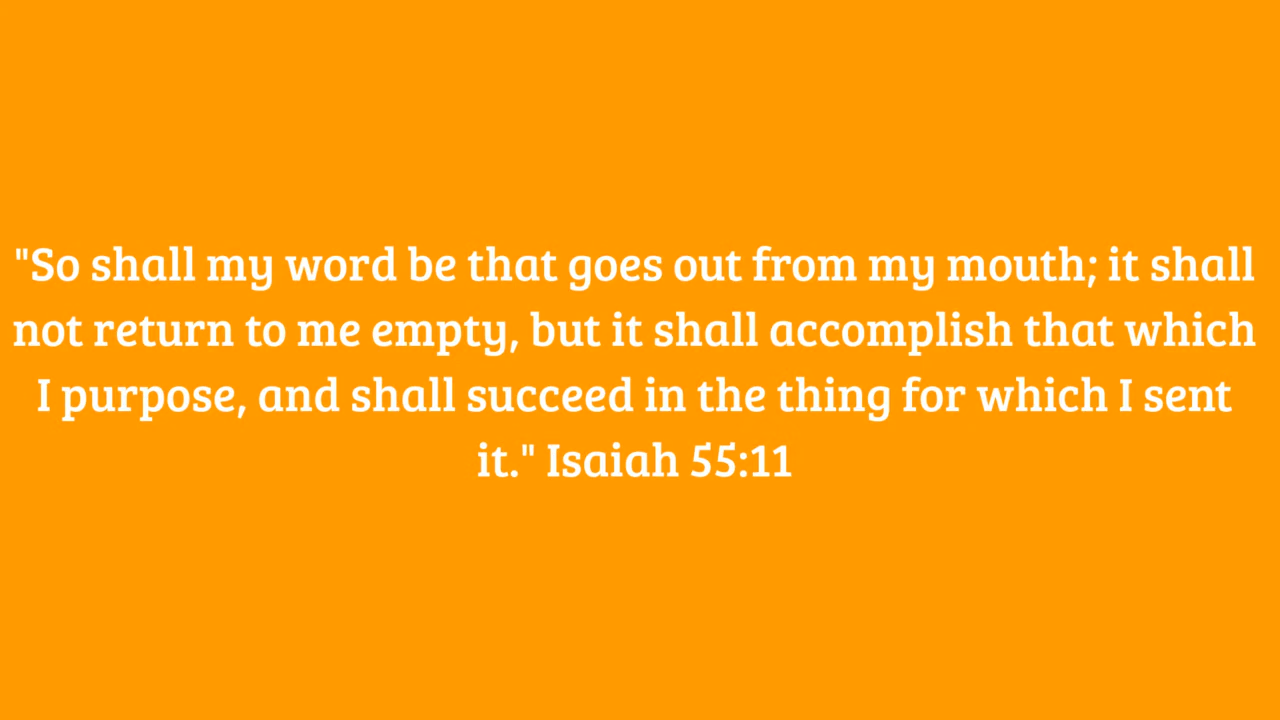 "So shall my word be that goes out from my mouth; it shall
not return to me empty, but it shall accomplish that which
I purpose, and shall succeed in the thing for which I sent
it." Isaiah 55:11